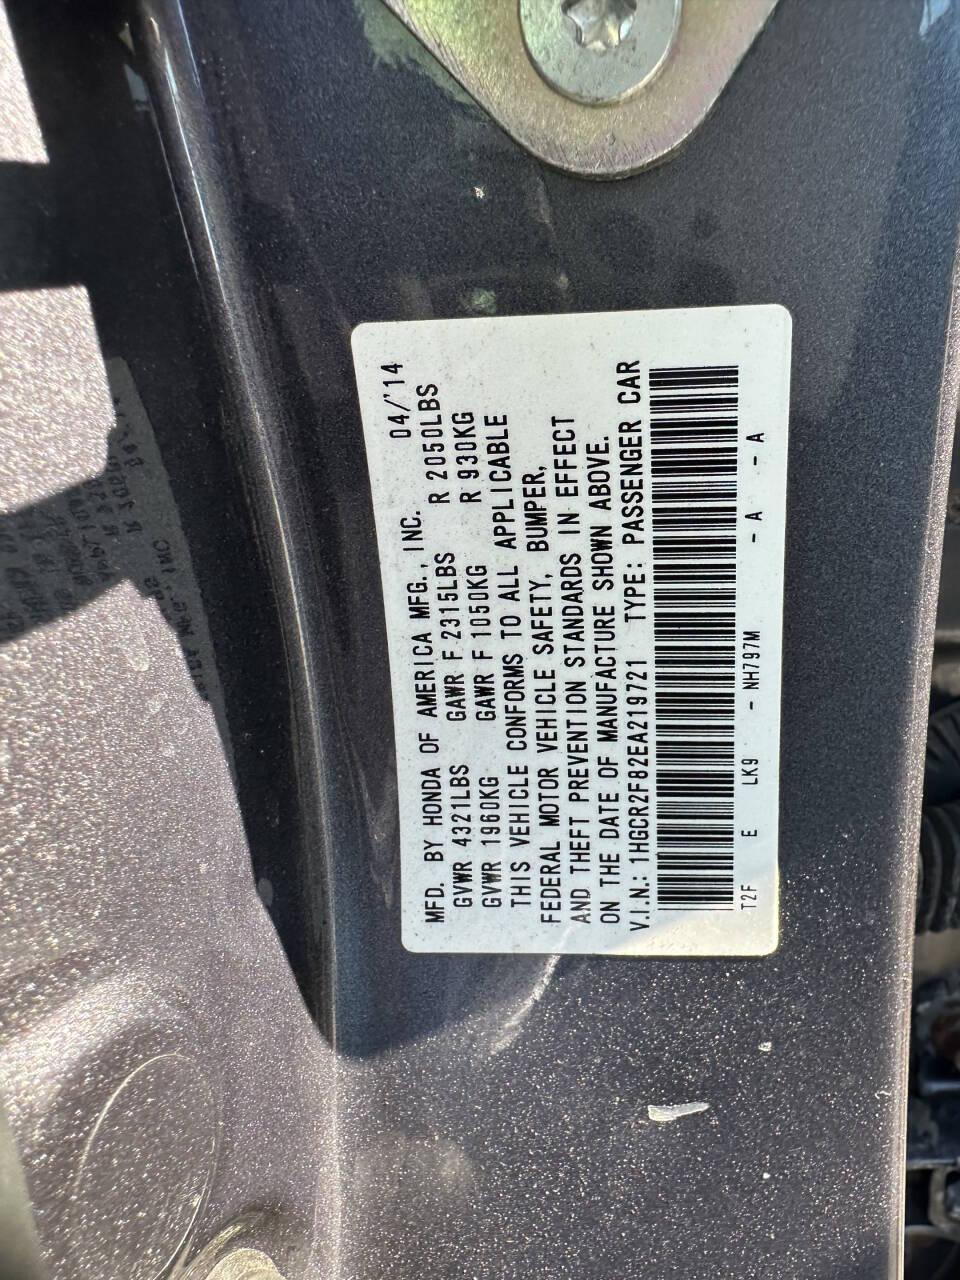 MFD. BY HONDA OF AMERICA MFG., INC. 04/'14
GVWR 4321LBS GAWR F 2315LBS R 2050LBS
GVWR 1960KG GAWR F 1050KG R 930KG
THIS VEHICLE CONFORMS TO ALL APPLICABLE
FEDERAL MOTOR VEHICLE SAFETY, BUMPER,
AND THEFT PREVENTION STANDARDS IN EFFECT
ON THE DATE OF MANUFACTURE SHOWN ABOVE.
V.I.N.: 1HGCR2F82EA219721 TYPE: PASSENGER CAR
T2F E LK9 - NH797M - A - A